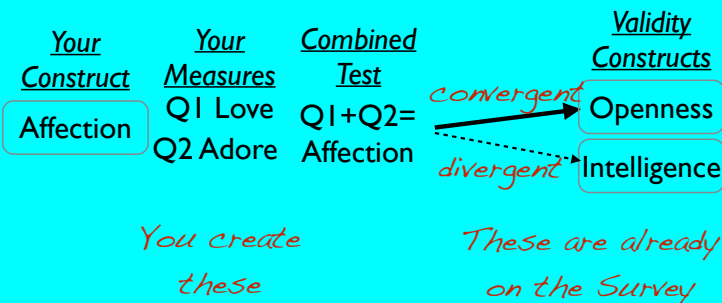 Your
Construct
Affection
Your
Measures
Q1 Love
Q2 Adore
Combined
Test
Q1+Q2=
Affection
convergent
divergent
Validity
Constructs
Openness
Intelligence
You create
these
These are already
on the Survey